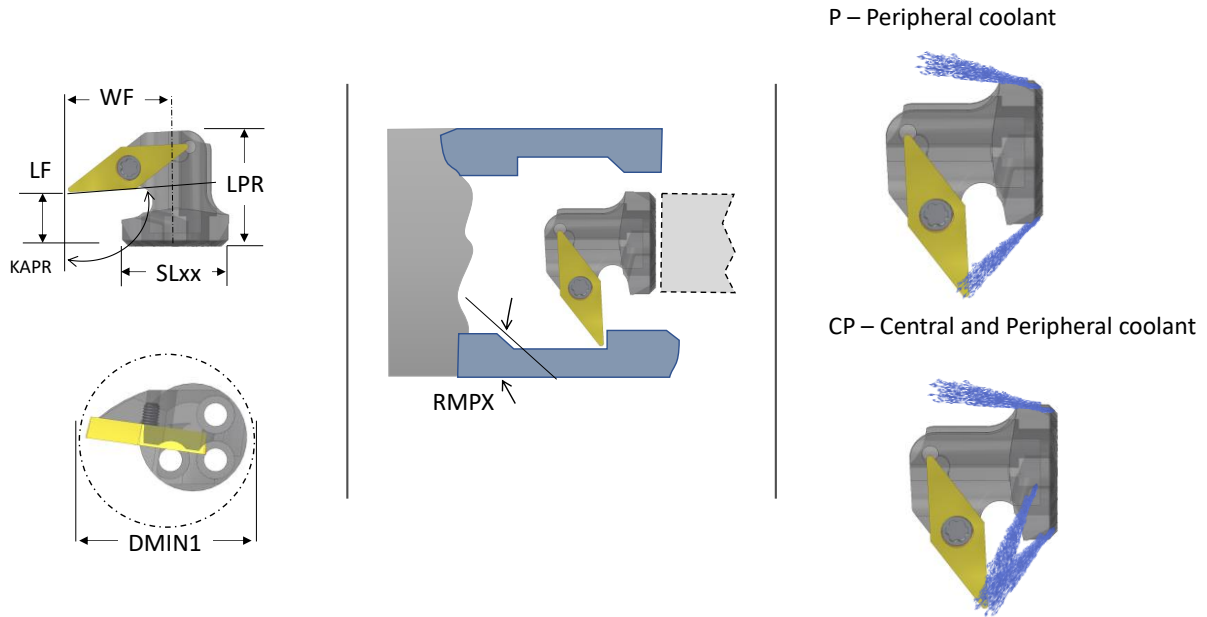 WF
LF
LPR
KAPR
SLxx
DMIN1
RMPX
P – Peripheral coolant
CP – Central and Peripheral coolant